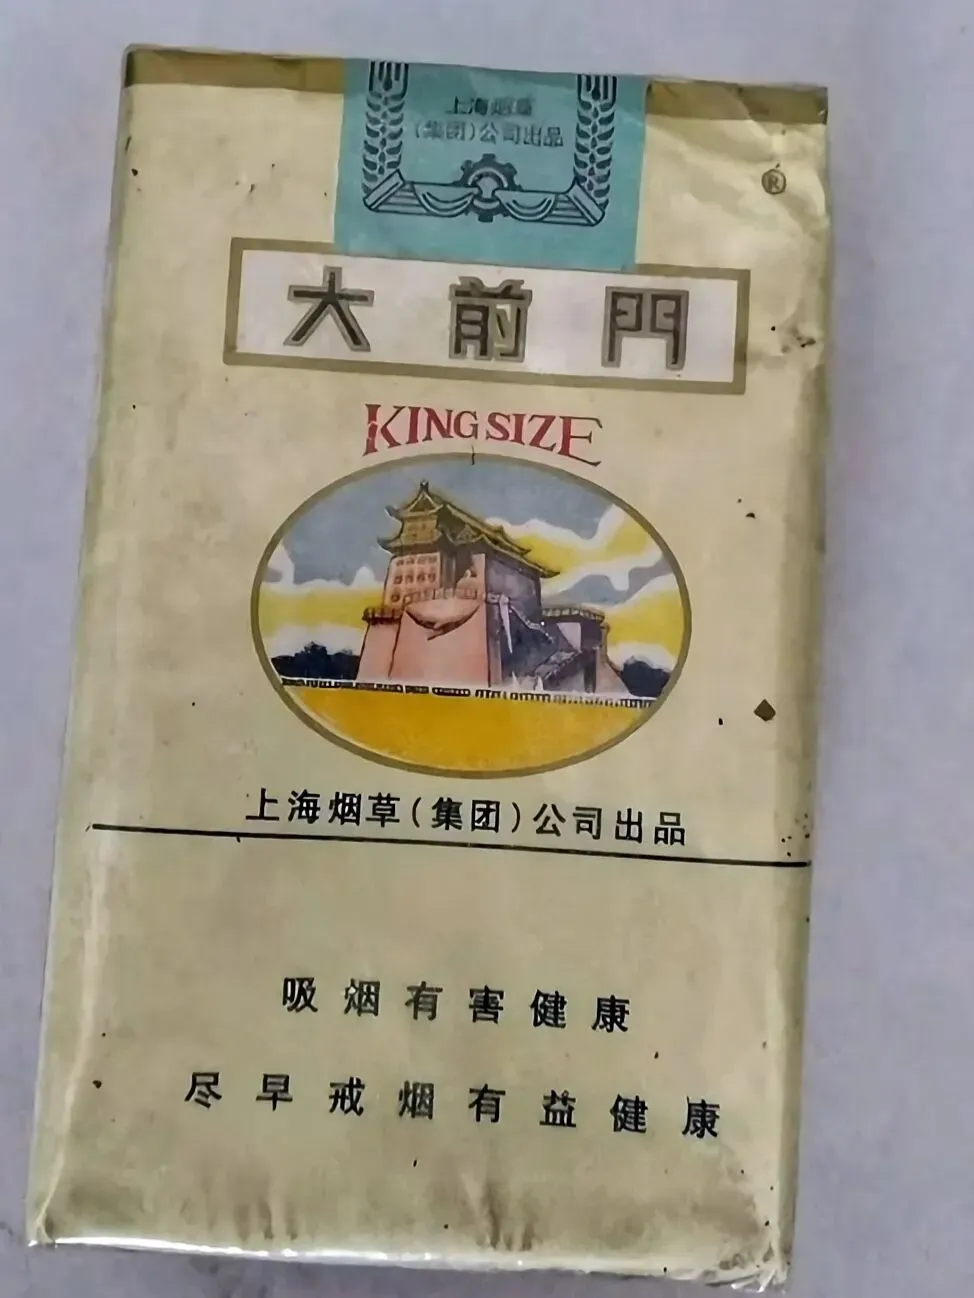 上海烟草
(集团)公司出品
®
大前門
KING SIZE
上海烟草(集团)公司出品
吸烟有害健康
尽早戒烟有益健康